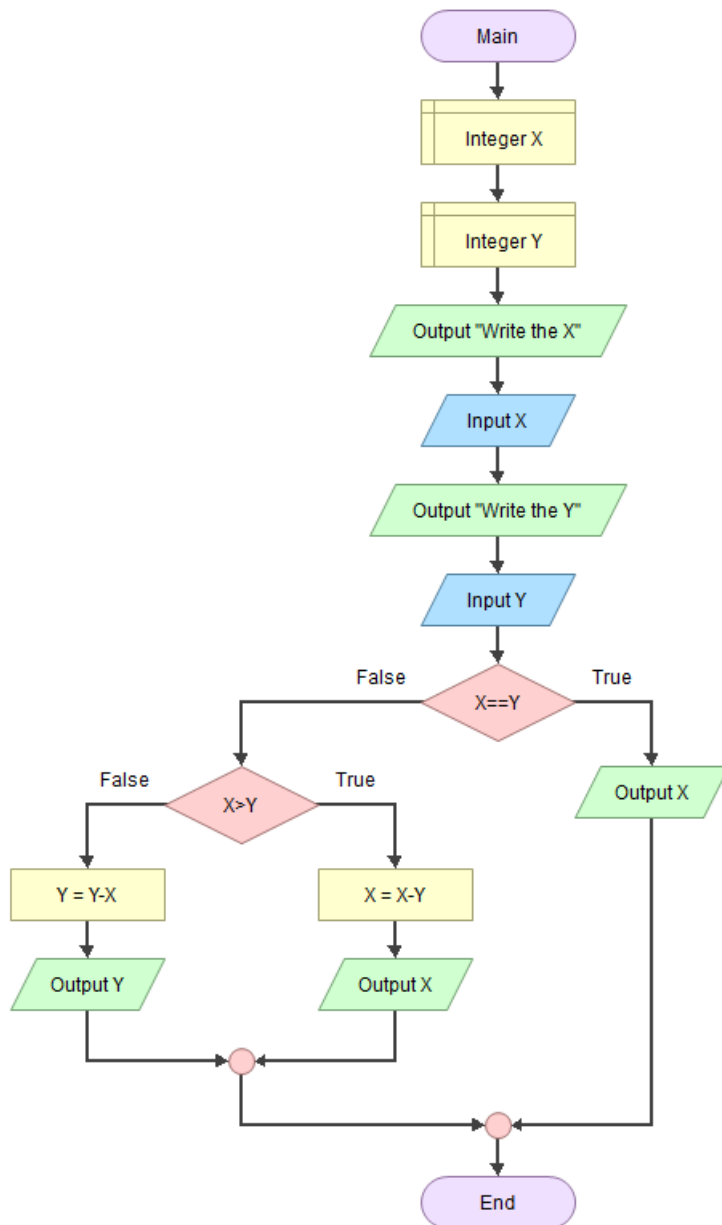 Main
Integer X
Integer Y
Output "Write the X"
Input X
Output "Write the Y"
Input Y
False
True
X==Y
False
True
X>Y
Output X
Y = Y-X
X = X-Y
Output Y
Output X
End